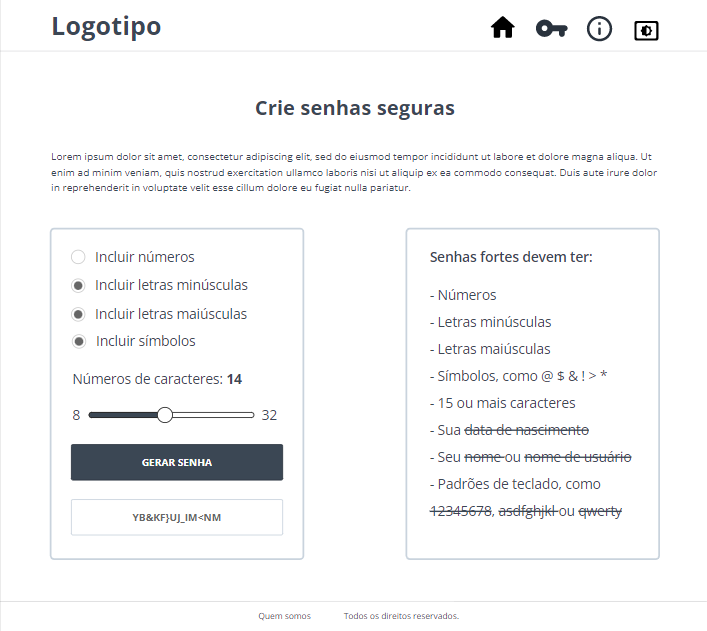 Logotipo
Crie senhas seguras
Lorem ipsum dolor sit amet, consectetur adipiscing elit, sed do eiusmod tempor incididunt ut labore et dolore magna aliqua. Ut
enim ad minim veniam, quis nostrud exercitation ullamco laboris nisi ut aliquip ex ea commodo consequat. Duis aute irure dolor
in reprehenderit in voluptate velit esse cillum dolore eu fugiat nulla pariatur.
Incluir números
Incluir letras minúsculas
Incluir letras maiúsculas
Incluir símbolos
Números de caracteres: 14
8 32
GERAR SENHA
YB&KF}UJ_IM<NM
Senhas fortes devem ter:
- Números
- Letras minúsculas
- Letras maiúsculas
- Símbolos, como @ $ & ! > *
- 15 ou mais caracteres
- Sua data de nascimento
- Seu nome ou nome de usuário
- Padrões de teclado, como
12345678, asdfghjkl ou qwerty
Quem somos Todos os direitos reservados.